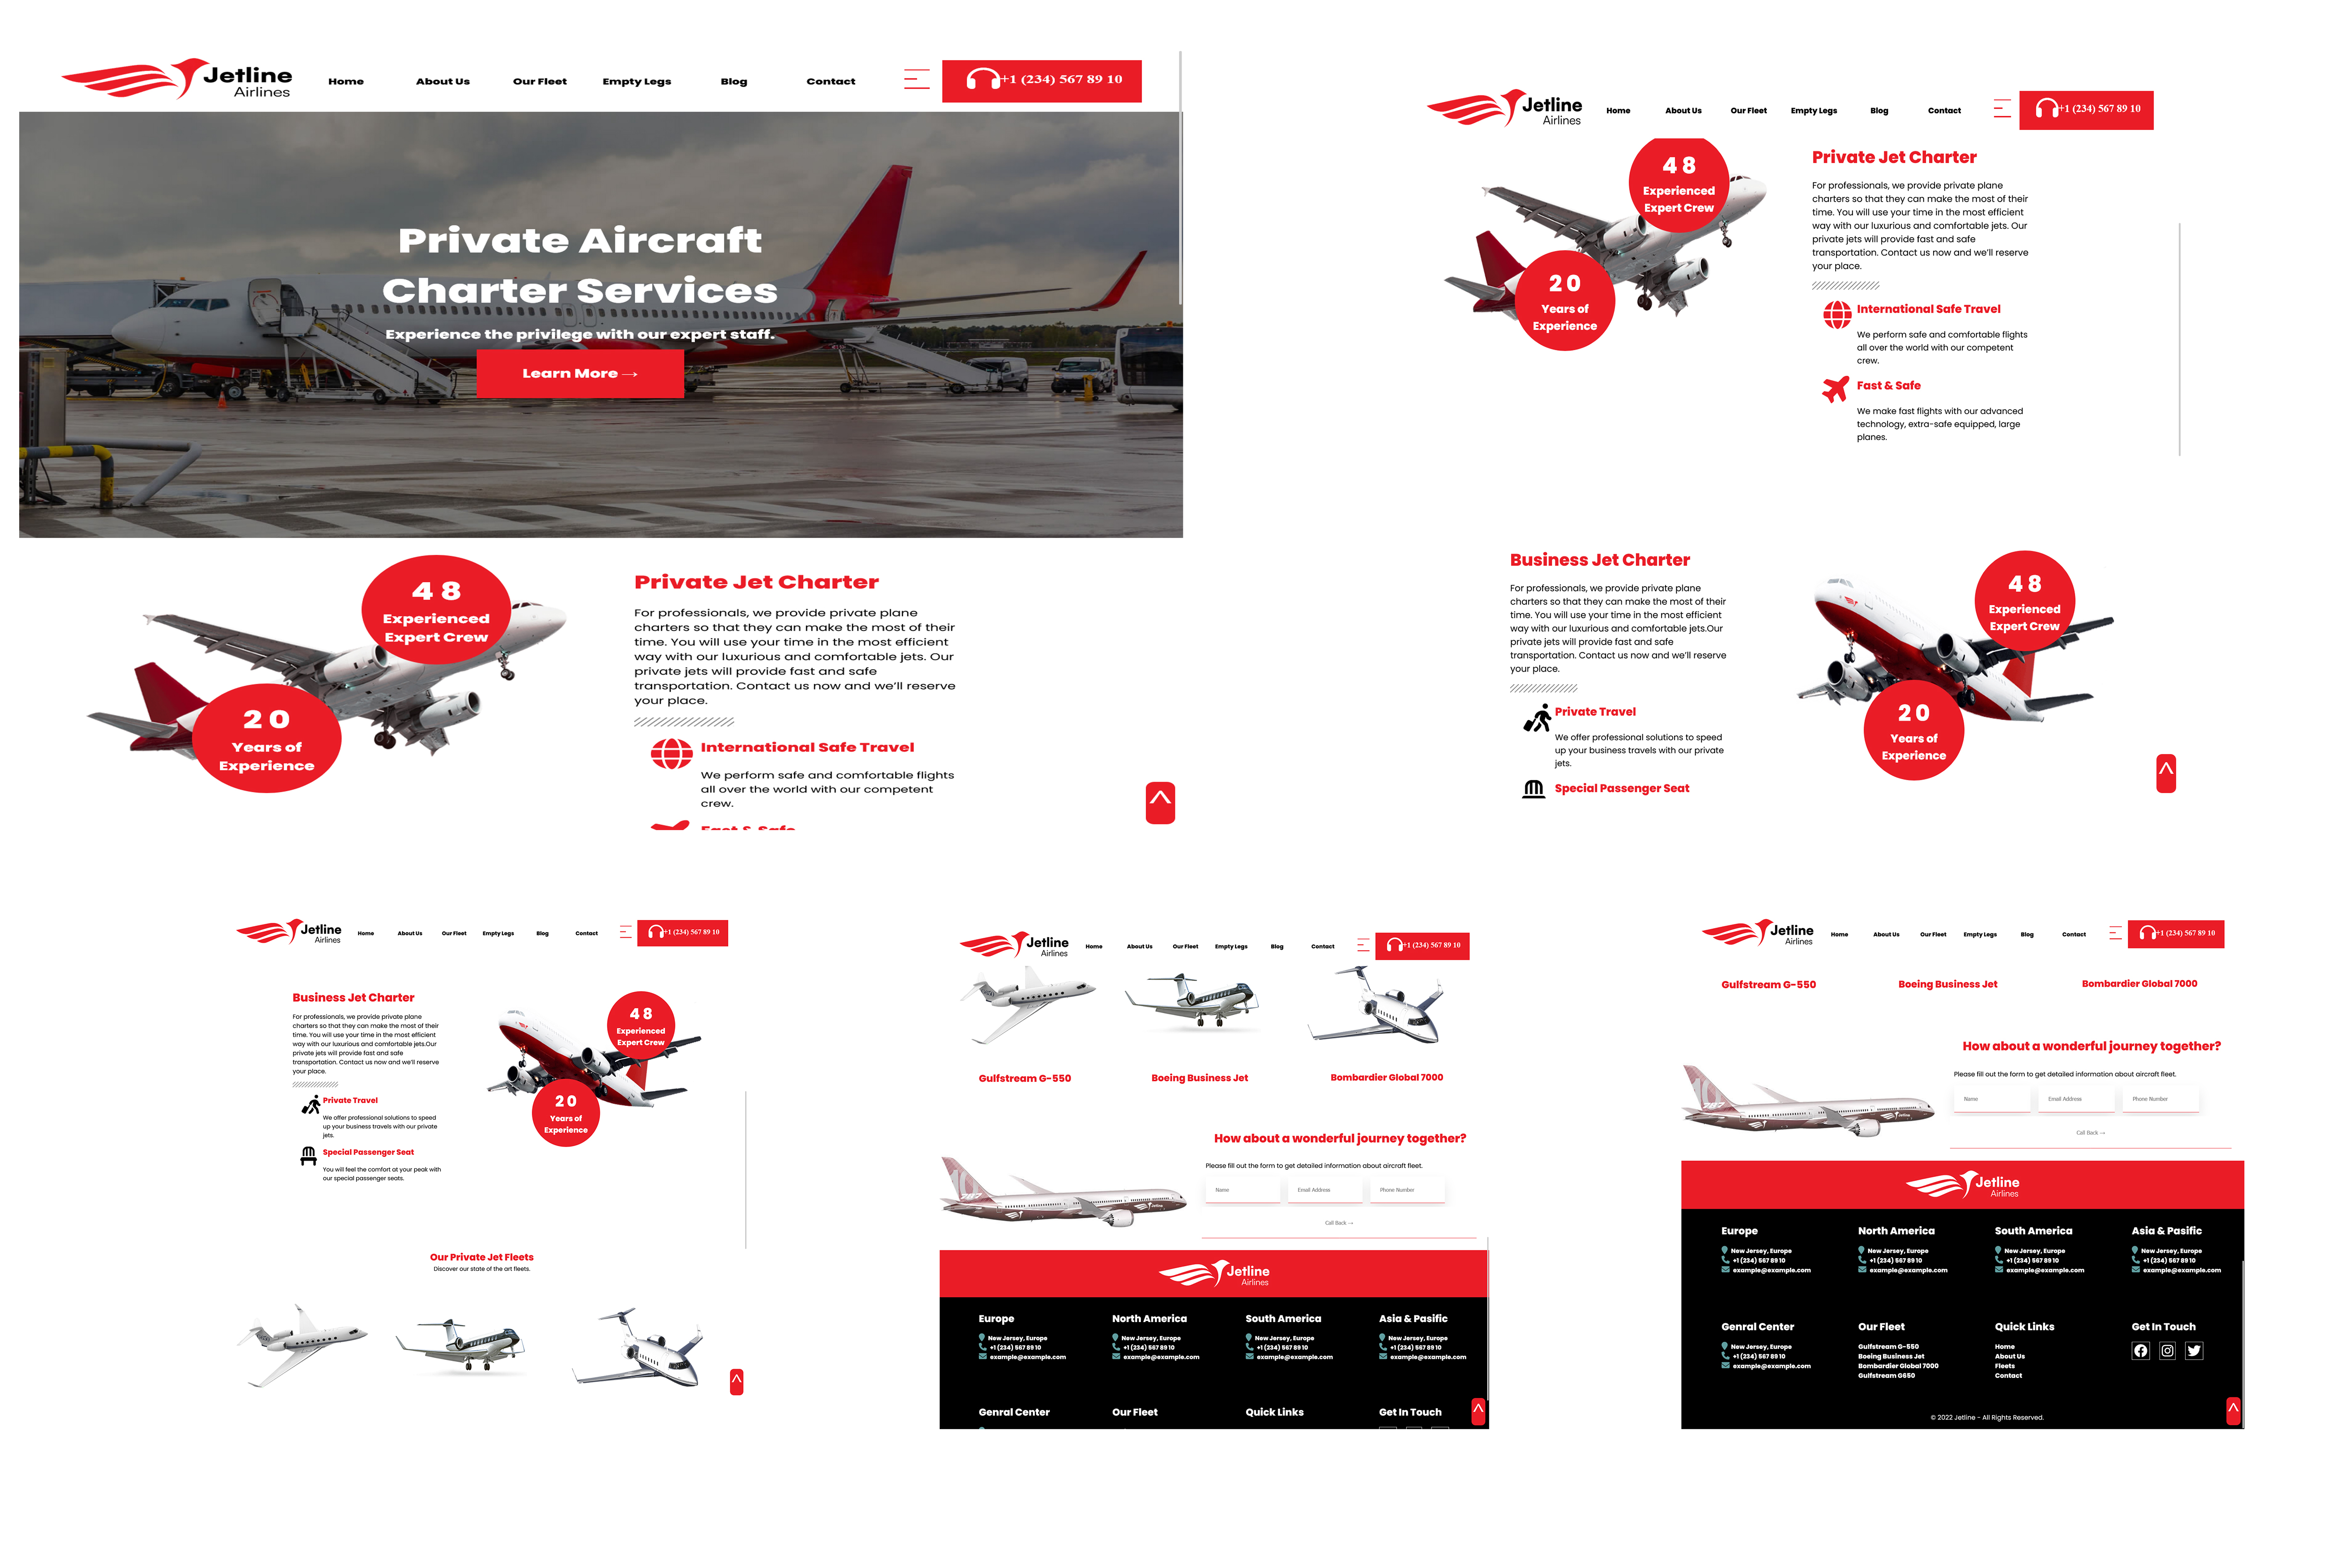 Jetline
Airlines
Home About Us Our Fleet Empty Legs Blog Contact
+1 (234) 567 89 10
Private Aircraft
Charter Services
Experience the privilege with our expert staff.
Learn More →
48
Experienced
Expert Crew
20
Years of
Experience
Private Jet Charter
For professionals, we provide private plane
charters so that they can make the most of their
time. You will use your time in the most efficient
way with our luxurious and comfortable jets. Our
private jets will provide fast and safe
transportation. Contact us now and we'll reserve
your place.
International Safe Travel
We perform safe and comfortable flights
all over the world with our competent
crew.
Fast & Safe
Jetline
Airlines
Home About Us Our Fleet Empty Legs Blog Contact
+1 (234) 567 89 10
48
Experienced
Expert Crew
20
Years of
Experience
Private Jet Charter
For professionals, we provide private plane
charters so that they can make the most of their
time. You will use your time in the most efficient
way with our luxurious and comfortable jets. Our
private jets will provide fast and safe
transportation. Contact us now and we'll reserve
your place.
International Safe Travel
We perform safe and comfortable flights
all over the world with our competent
crew.
Fast & Safe
We make fast flights with our advanced
technology, extra-safe equipped, large
planes.
Business Jet Charter
For professionals, we provide private plane
charters so that they can make the most of their
time. You will use your time in the most efficient
way with our luxurious and comfortable jets.Our
private jets will provide fast and safe
transportation. Contact us now and we'll reserve
your place.
Private Travel
We offer professional solutions to speed
up your business travels with our private
jets.
Special Passenger Seat
48
Experienced
Expert Crew
20
Years of
Experience
Jetline
Airlines
Home About Us Our Fleet Empty Legs Blog Contact
+1 (234) 567 89 10
Business Jet Charter
For professionals, we provide private plane
charters so that they can make the most of their
time. You will use your time in the most efficient
way with our luxurious and comfortable jets.Our
private jets will provide fast and safe
transportation. Contact us now and we'll reserve
your place.
Private Travel
We offer professional solutions to speed
up your business travels with our private
jets.
Special Passenger Seat
You will feel the comfort at your peak with
our special passenger seats.
48
Experienced
Expert Crew
20
Years of
Experience
Our Private Jet Fleets
Discover our state of the art fleets.
Jetline
Airlines
Home About Us Our Fleet Empty Legs Blog Contact
+1 (234) 567 89 10
Gulfstream G-550 Boeing Business Jet Bombardier Global 7000
How about a wonderful journey together?
Please fill out the form to get detailed information about aircraft fleet.
Name Email Address Phone Number
Call Back →
787
Jetline
Jetline
Airlines
Europe North America South America Asia & Pasific
New Jersey, Europe New Jersey, Europe New Jersey, Europe New Jersey, Europe
+1 (234) 567 89 10 +1 (234) 567 89 10 +1 (234) 567 89 10 +1 (234) 567 89 10
example@example.com example@example.com example@example.com example@example.com
Genral Center Our Fleet Quick Links Get In Touch
Jetline
Airlines
Home About Us Our Fleet Empty Legs Blog Contact
+1 (234) 567 89 10
Gulfstream G-550 Boeing Business Jet Bombardier Global 7000
How about a wonderful journey together?
Please fill out the form to get detailed information about aircraft fleet.
Name Email Address Phone Number
Call Back →
787
Jetline
Jetline
Airlines
Europe North America South America Asia & Pasific
New Jersey, Europe New Jersey, Europe New Jersey, Europe New Jersey, Europe
+1 (234) 567 89 10 +1 (234) 567 89 10 +1 (234) 567 89 10 +1 (234) 567 89 10
example@example.com example@example.com example@example.com example@example.com
Genral Center Our Fleet Quick Links Get In Touch
New Jersey, Europe Gulfstream G-550 Home
+1 (234) 567 89 10 Boeing Business Jet About Us
example@example.com Bombardier Global 7000 Fleets
Gulfstream G650 Contact
© 2022 Jetline - All Rights Reserved.